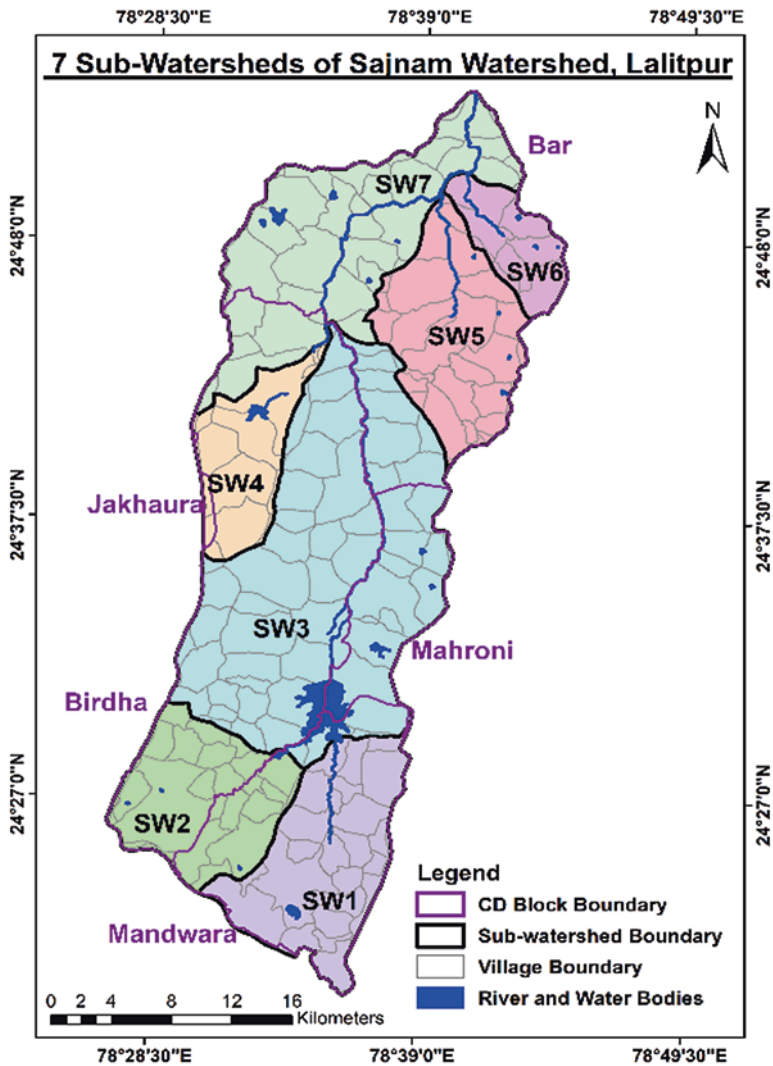 78°28'30"E 78°39'0"E 78°49'30"E
7 Sub-Watersheds of Sajnam Watershed, Lalitpur
N
Bar
SW7
24°48'0"N
24°48'0"N
SW6
SW5
SW4
Jakhaura
24°37'30"N
24°37'30"N
SW3
Mahroni
Birdha
24°27'0"N
24°27'0"N
SW2
SW1
Mandwara
Legend
CD Block Boundary
Sub-watershed Boundary
Village Boundary
River and Water Bodies
0 2 4 8 12 16
Kilometers
78°28'30"E 78°39'0"E 78°49'30"E